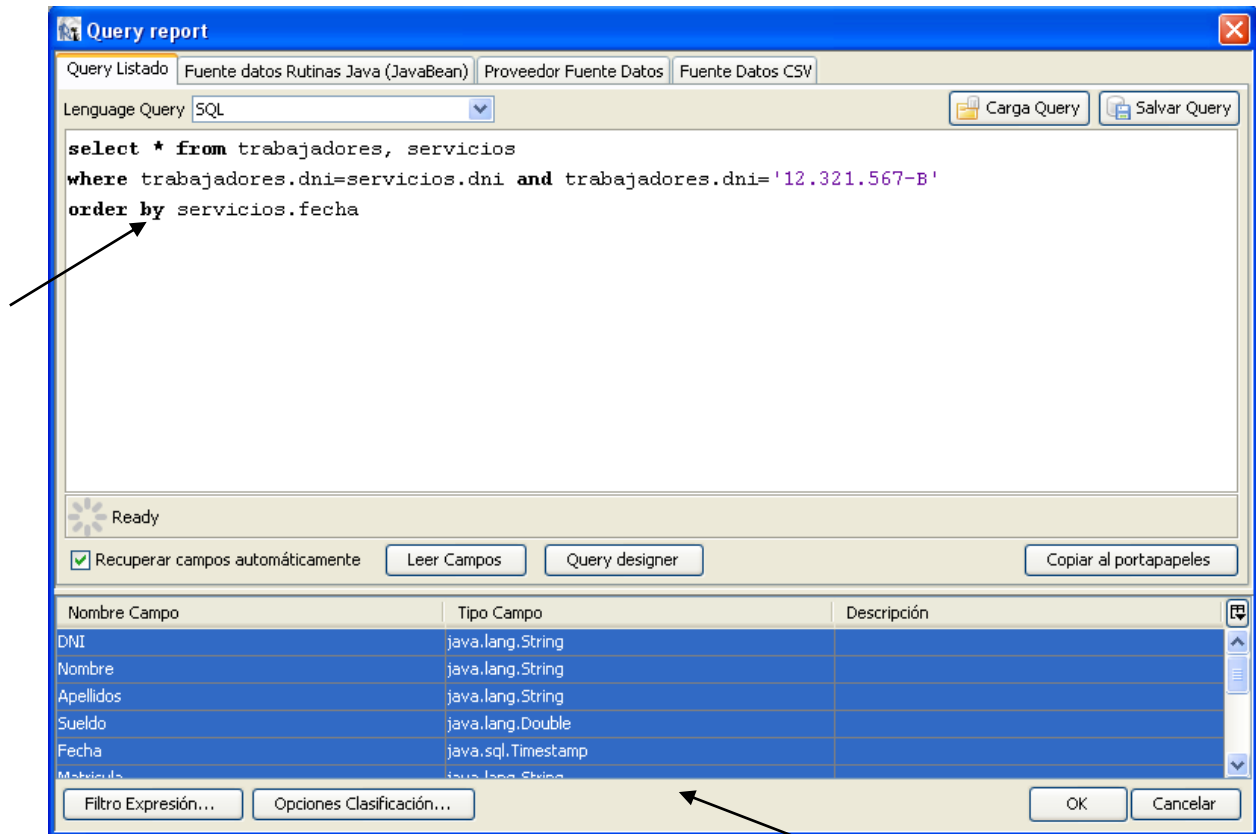 Query report
Query Listado Fuente datos Rutinas Java (JavaBean) Proveedor Fuente Datos Fuente Datos CSV
Lenguage Query SQL Carga Query Salvar Query
select * from trabajadores, servicios
where trabajadores.dni=servicios.dni and trabajadores.dni='12.321.567-B'
order by servicios.fecha
Ready
Recuperar campos automáticamente Leer Campos Query designer Copiar al portapapeles
Nombre Campo Tipo Campo Descripción
DNI java.lang.String
Nombre java.lang.String
Apellidos java.lang.String
Sueldo java.lang.Double
Fecha java.sql.Timestamp
Matricula java.lang.String
Filtro Expresión... Opciones Clasificación... OK Cancelar